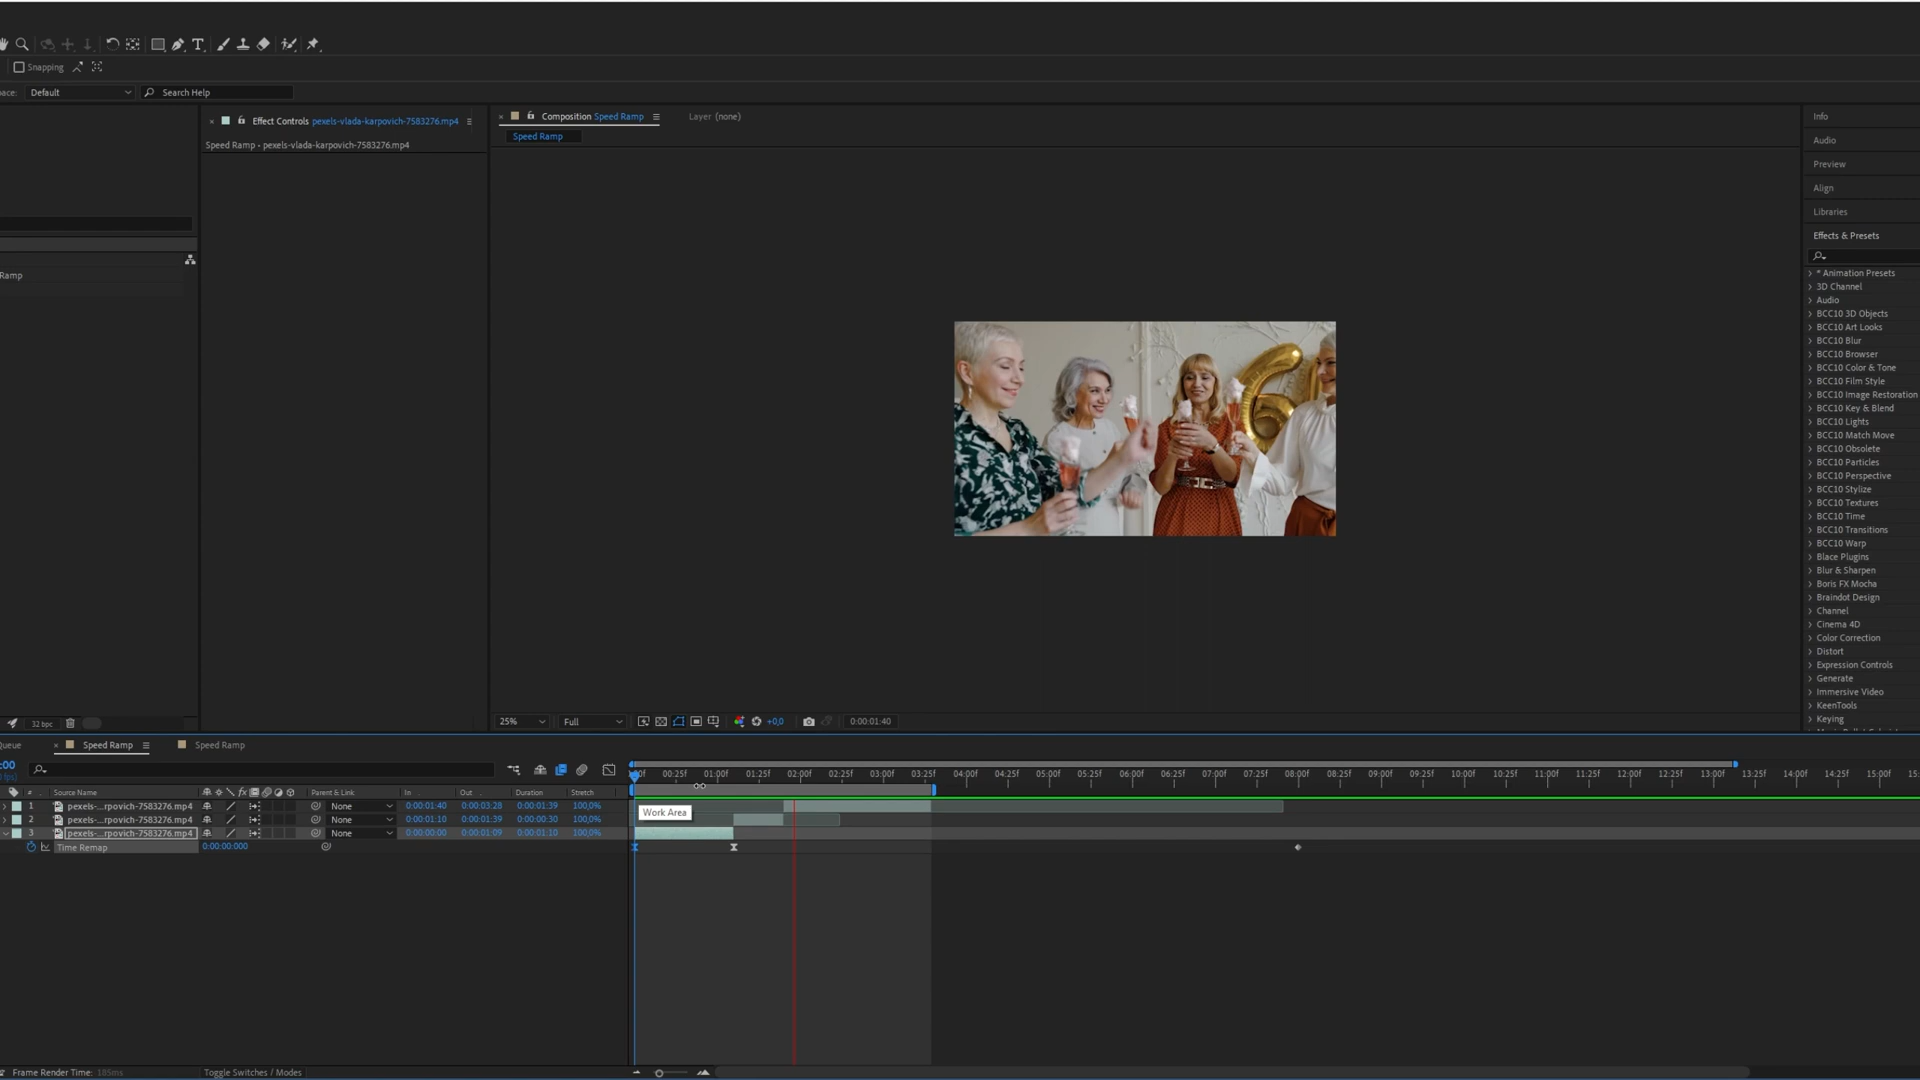 Snapping
ace: Default Search Help
Effect Controls pexels-vlada-karpovich-7583276.mp4
Speed Ramp - pexels-vlada-karpovich-7583276.mp4
Composition Speed Ramp
Layer (none)
Speed Ramp
Ramp
Info
Audio
Preview
Align
Libraries
Effects & Presets
* Animation Presets
3D Channel
Audio
BCC10 3D Objects
BCC10 Art Looks
BCC10 Blur
BCC10 Browser
BCC10 Color & Tone
BCC10 Film Style
BCC10 Image Restoration
BCC10 Key & Blend
BCC10 Lights
BCC10 Match Move
BCC10 Obsolete
BCC10 Particles
BCC10 Perspective
BCC10 Stylize
BCC10 Textures
BCC10 Time
BCC10 Transitions
BCC10 Warp
Blace Plugins
Blur & Sharpen
Boris FX Mocha
Braindot Design
Channel
Cinema 4D
Color Correction
Distort
Expression Controls
Generate
Immersive Video
KeenTools
Keying
6
32 bpc
25% Full +0,0 0:00:01:40
ueue Speed Ramp Speed Ramp
:00
# Source Name Parent & Link In Out Duration Stretch
1 pexels-...rpovich-7583276.mp4 None 0:00:01:40 0:00:03:28 0:00:01:39 100,0%
2 pexels-...rpovich-7583276.mp4 None 0:00:01:10 0:00:01:39 0:00:00:30 100,0%
3 pexels-...rpovich-7583276.mp4 None 0:00:00:00 0:00:01:09 0:00:01:10 100,0%
Time Remap 0:00:00:000
00:25f 01:00f 01:25f 02:00f 02:25f 03:00f 03:25f 04:00f 04:25f 05:00f 05:25f 06:00f 06:25f 07:00f 07:25f 08:00f 08:25f 09:00f 09:25f 10:00f 10:25f 11:00f 11:25f 12:00f 12:25f 13:00f 13:25f 14:00f 14:25f 15:00f 15:
Work Area
Frame Render Time: 185ms
Toggle Switches / Modes